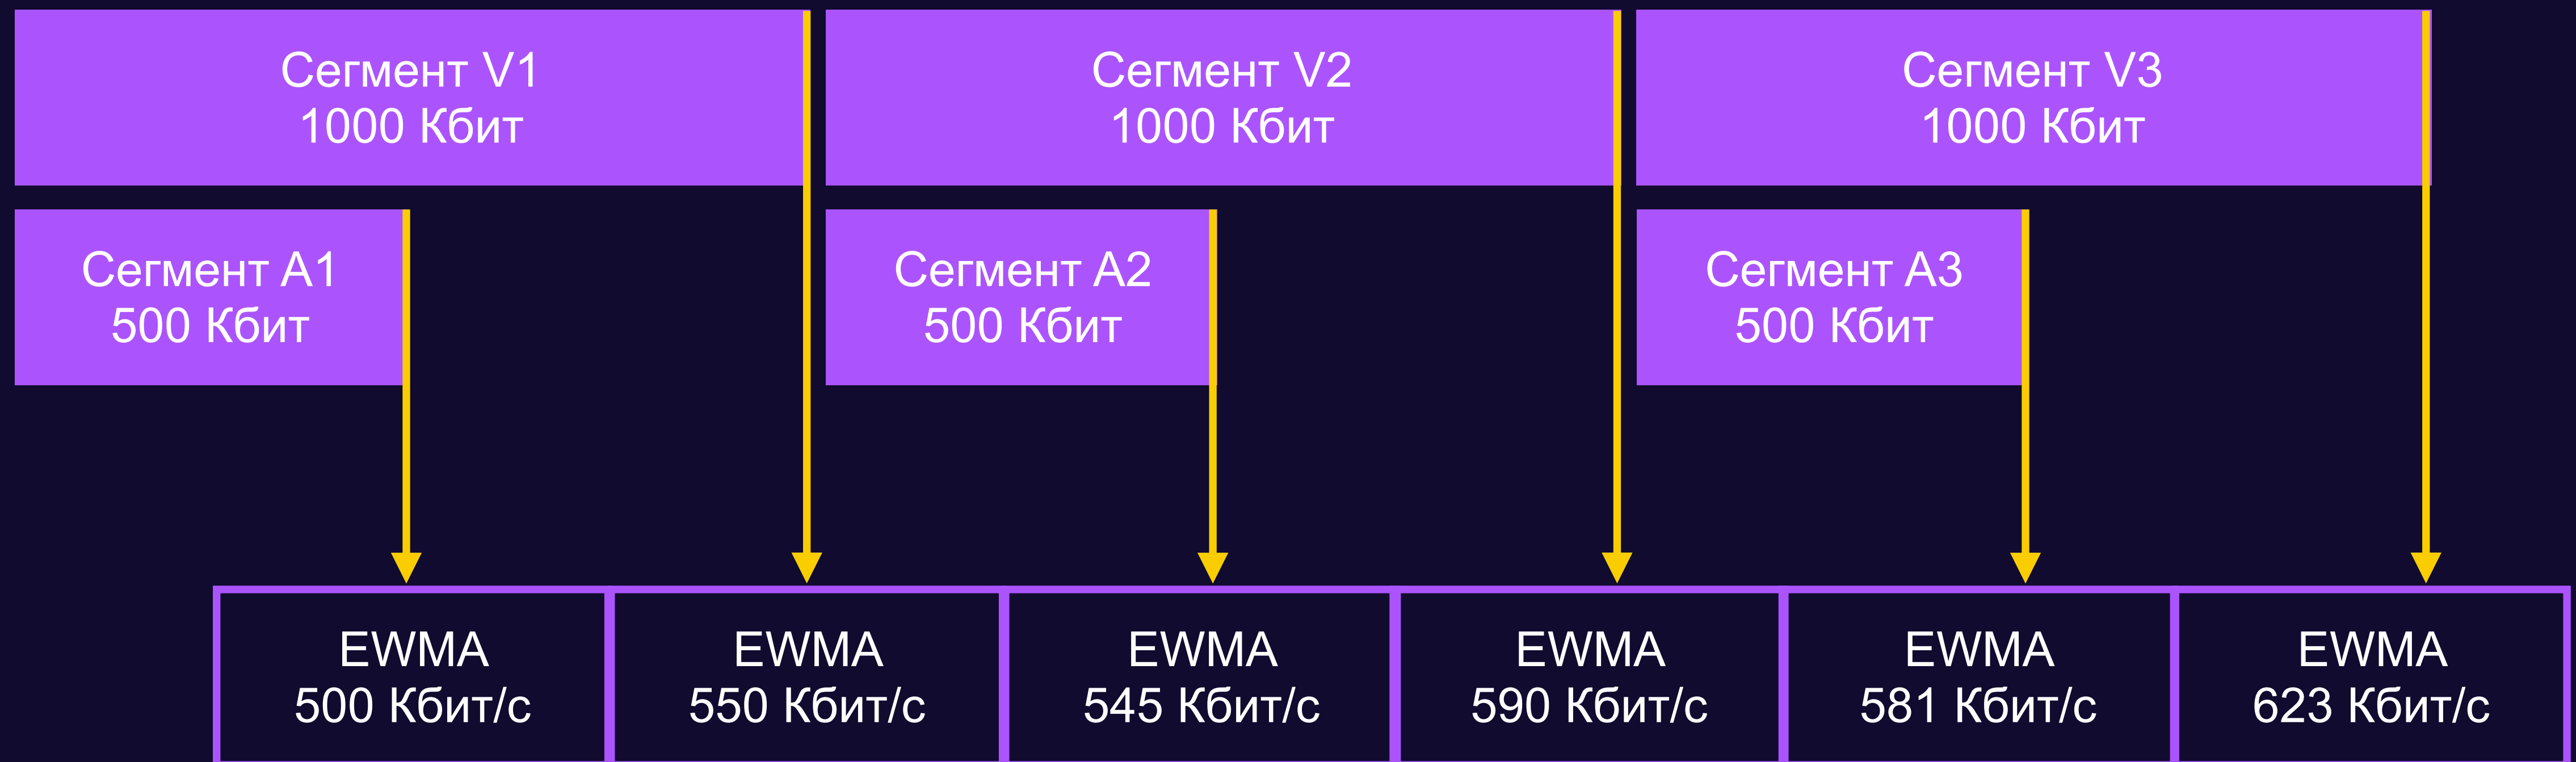 Сегмент V1
1000 Кбит
Сегмент V2
1000 Кбит
Сегмент V3
1000 Кбит
Сегмент A1
500 Кбит
Сегмент A2
500 Кбит
Сегмент A3
500 Кбит
EWMA
500 Кбит/с
EWMA
550 Кбит/с
EWMA
545 Кбит/с
EWMA
590 Кбит/с
EWMA
581 Кбит/с
EWMA
623 Кбит/с